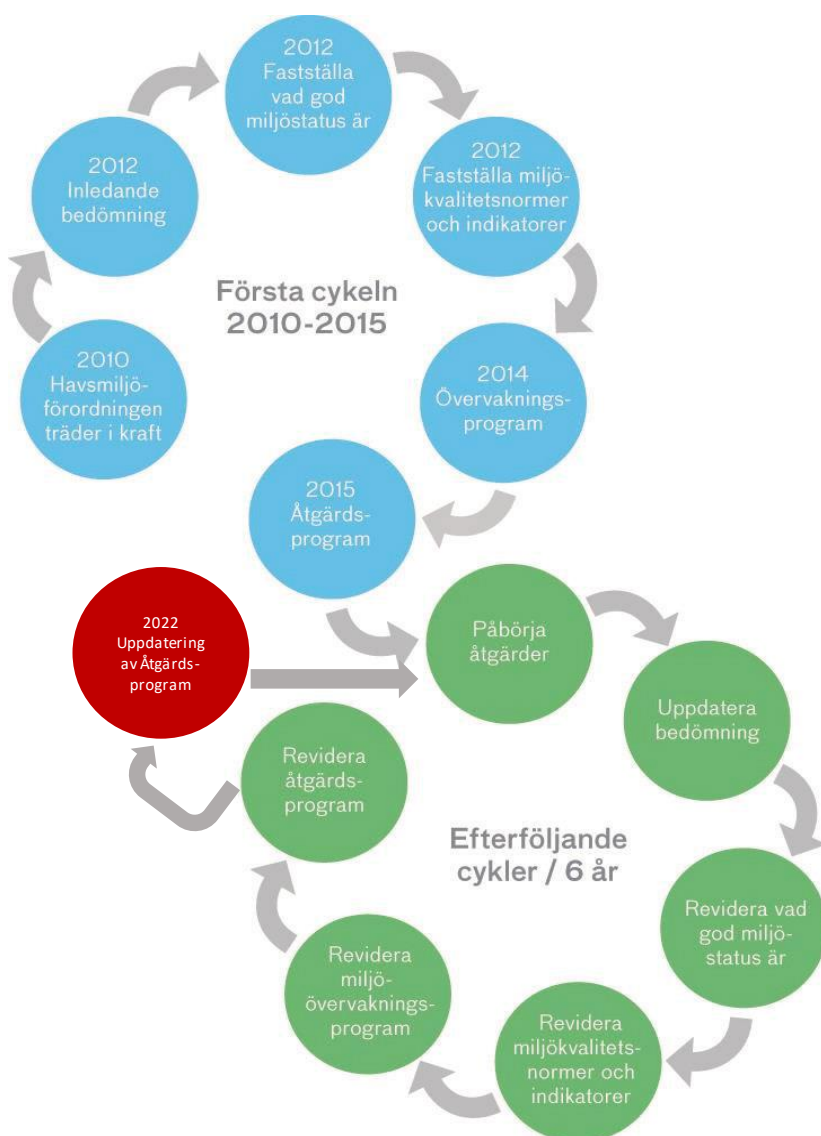 2012
Fastställa
vad god
miljöstatus är
2012
Inledande
bedömning
2012
Fastställa miljö-
kvalitetsnormer
och indikatorer
Första cykeln
2010-2015
2010
Havsmiljö-
förordningen
träder i kraft
2014
Övervaknings-
program
2015
Åtgärds-
program
2022
Uppdatering
av Åtgärds-
program
Påbörja
åtgärder
Uppdatera
bedömning
Revidera
åtgärds-
program
Efterföljande
cykler / 6 år
Revidera vad
god miljö-
status är
Revidera
miljö-
övervaknings-
program
Revidera
miljökvalitets-
normer och
indikatorer